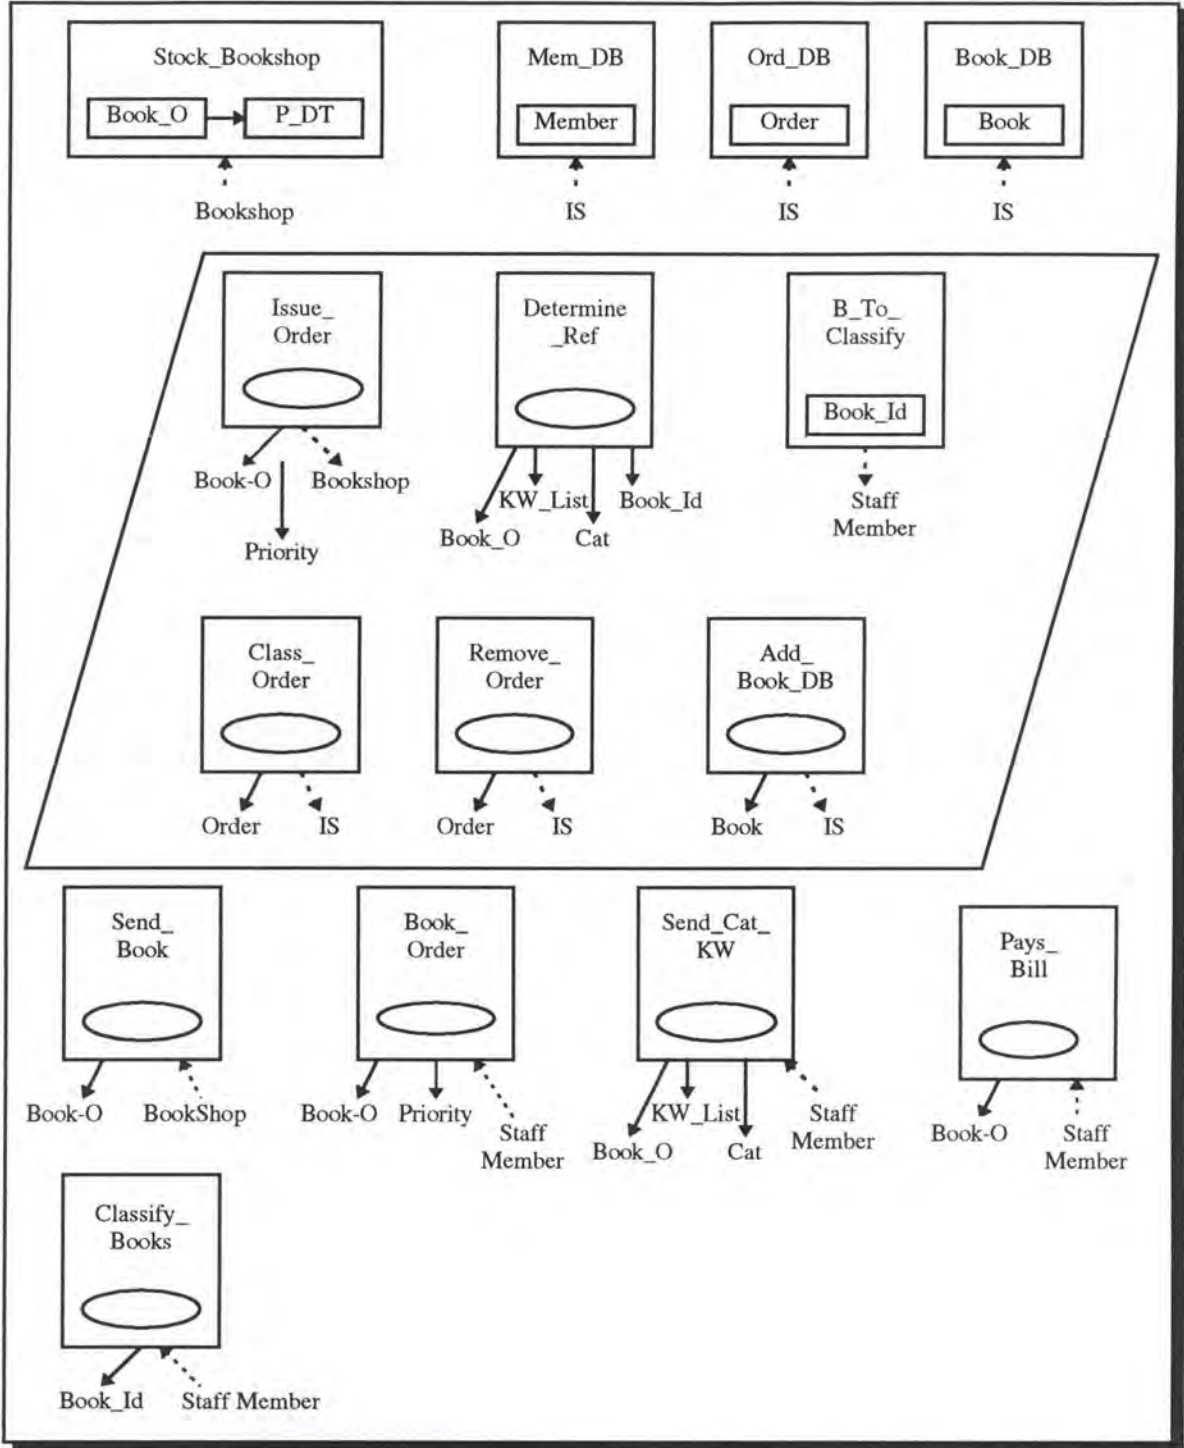 Stock_Bookshop
Book_O
P_DT
Bookshop
Mem_DB
Member
IS
Ord_DB
Order
IS
Book_DB
Book
IS
Issue_
Order
Book-O
Bookshop
Priority
Determine
_Ref
KW_List
Book_Id
Book_O
Cat
B_To_
Classify
Book_Id
Staff
Member
Class_
Order
Order
IS
Remove_
Order
Order
IS
Add_
Book_DB
Book
IS
Send_
Book
Book-O
BookShop
Book_
Order
Book-O
Priority
Staff
Member
Send_Cat_
KW
KW_List
Book_O
Cat
Staff
Member
Pays_
Bill
Book-O
Staff
Member
Classify_
Books
Book_Id
Staff Member